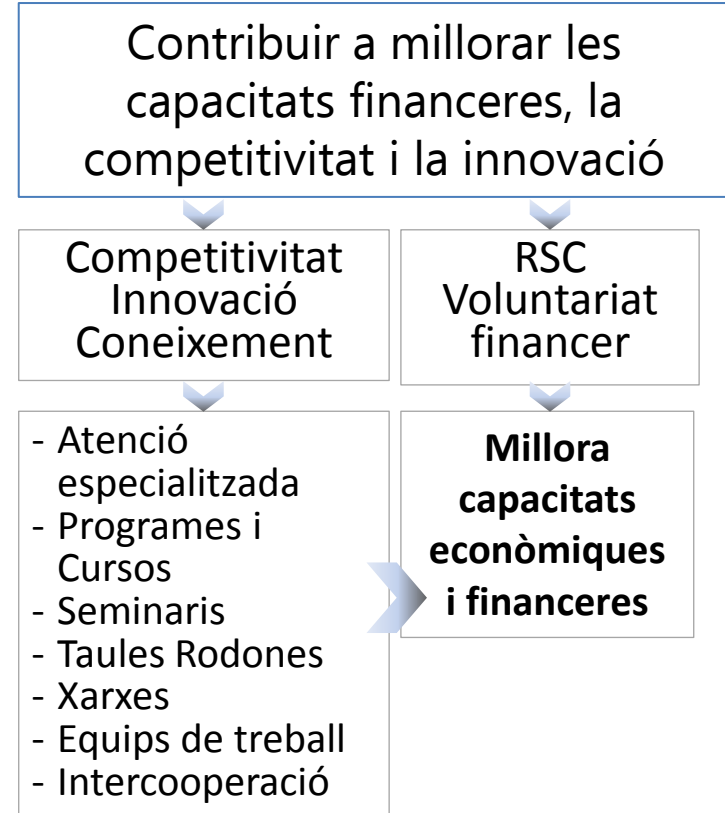 Contribuir a millorar les
capacitats financeres, la
competitivitat i la innovació
Competitivitat
Innovació
Coneixement
RSC
Voluntariat
financer
- Atenció
especialitzada
- Programes i
Cursos
- Seminaris
- Taules Rodones
- Xarxes
- Equips de treball
- Intercooperació
Millora
capacitats
econòmiques
i financeres